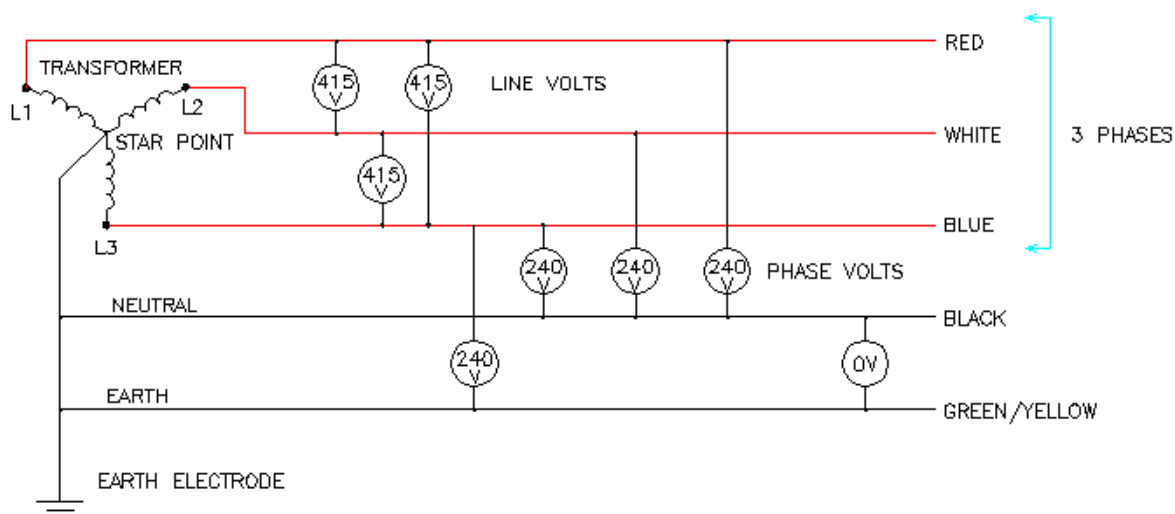 RED
TRANSFORMER
415
V
415
V
LINE VOLTS
L1
L2
STAR POINT
WHITE
3 PHASES
415
V
L3
BLUE
240
V
240
V
240
V
PHASE VOLTS
NEUTRAL
BLACK
240
V
0V
EARTH
GREEN/YELLOW
EARTH ELECTRODE